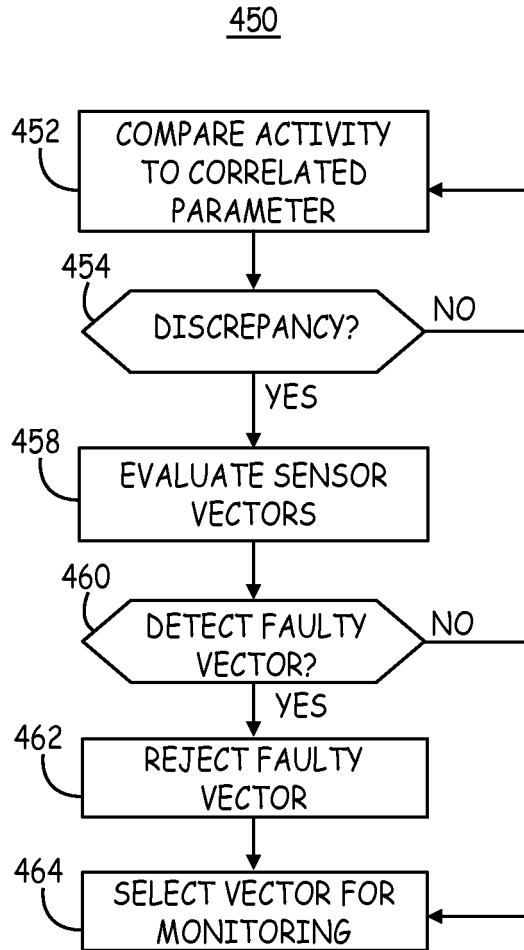 450
452
COMPARE ACTIVITY
TO CORRELATED
PARAMETER
454
DISCREPANCY?
NO
YES
458
EVALUATE SENSOR
VECTORS
460
DETECT FAULTY
VECTOR?
NO
YES
462
REJECT FAULTY
VECTOR
464
SELECT VECTOR FOR
MONITORING